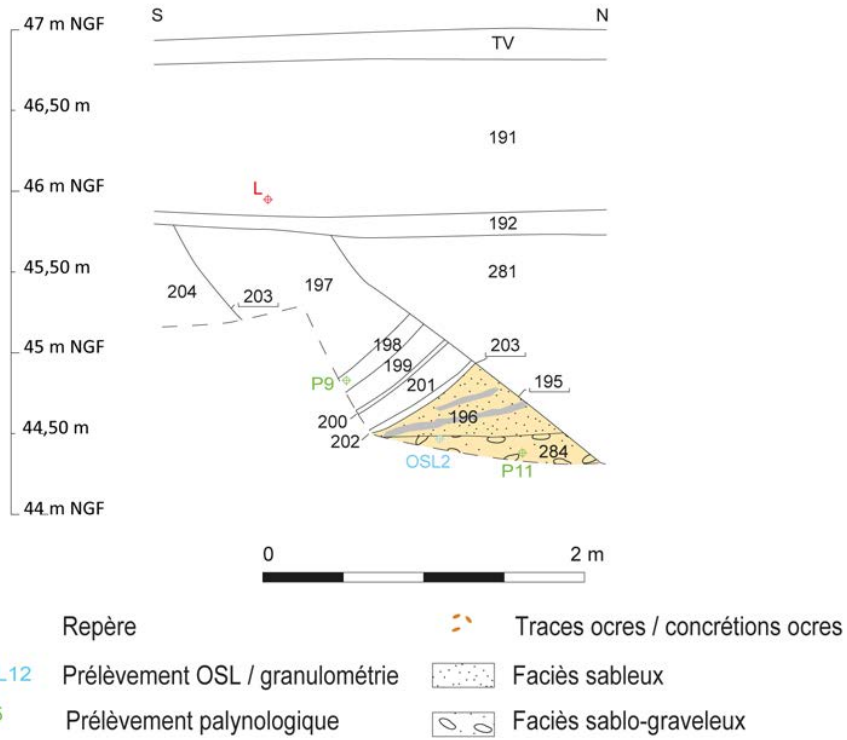 S N
47 m NGF
TV
46,50 m
191
L
46 m NGF
192
45,50 m
281
204 203 197
45 m NGF
198 203
199
P9 201 195
200 196
44,50 m
202 284
OSL2 P11
44 m NGF
0 2 m
Repère Traces ocres / concrétions ocres
L12 Prélèvement OSL / granulométrie Faciès sableux
Prélèvement palynologique Faciès sablo-graveleux